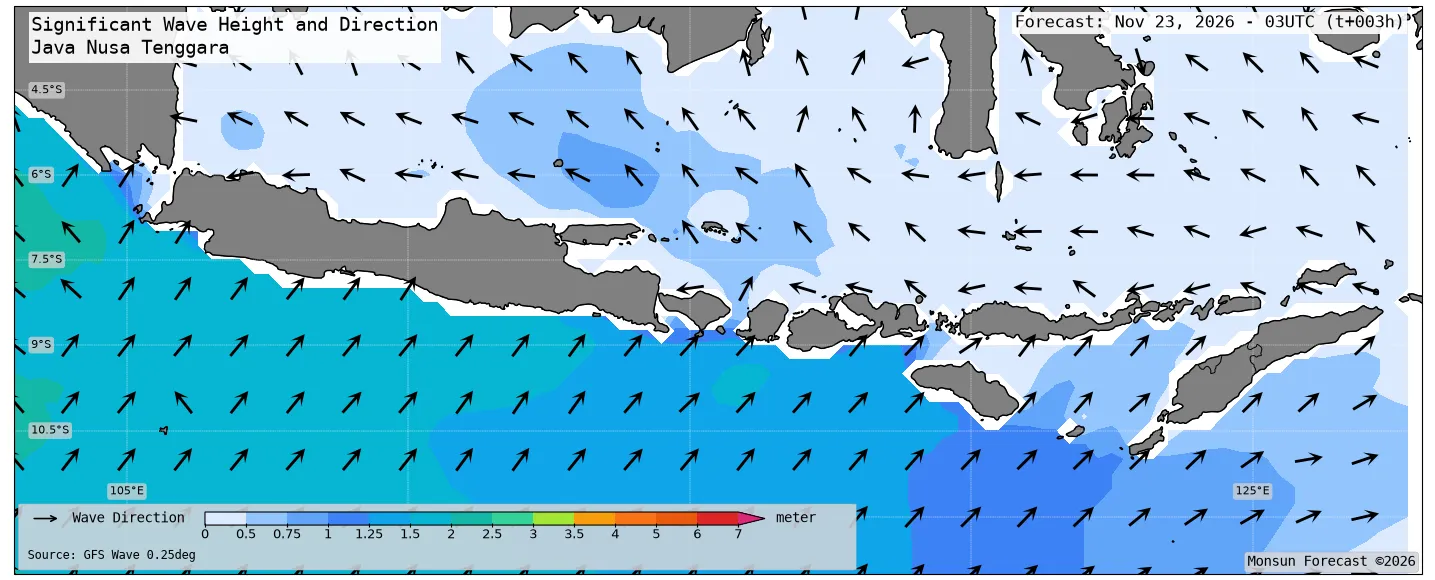 Significant Wave Height and Direction
Java Nusa Tenggara
Forecast: Nov 23, 2026 - 03UTC (t+003h)
4.5°S
6°S
7.5°S
9°S
10.5°S
105°E
125°E
Wave Direction
0 0.5 0.75 1 1.25 1.5 2 2.5 3 3.5 4 5 6 7
meter
Source: GFS Wave 0.25deg
Monsun Forecast ©2026